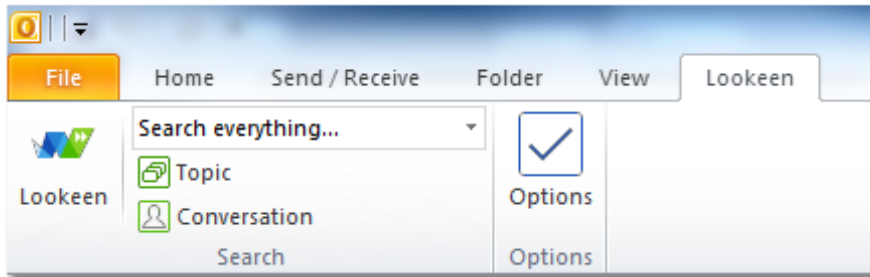 File Home Send / Receive Folder View Lookeen
Search everything...
Topic
Lookeen
Options
Conversation
Search
Options